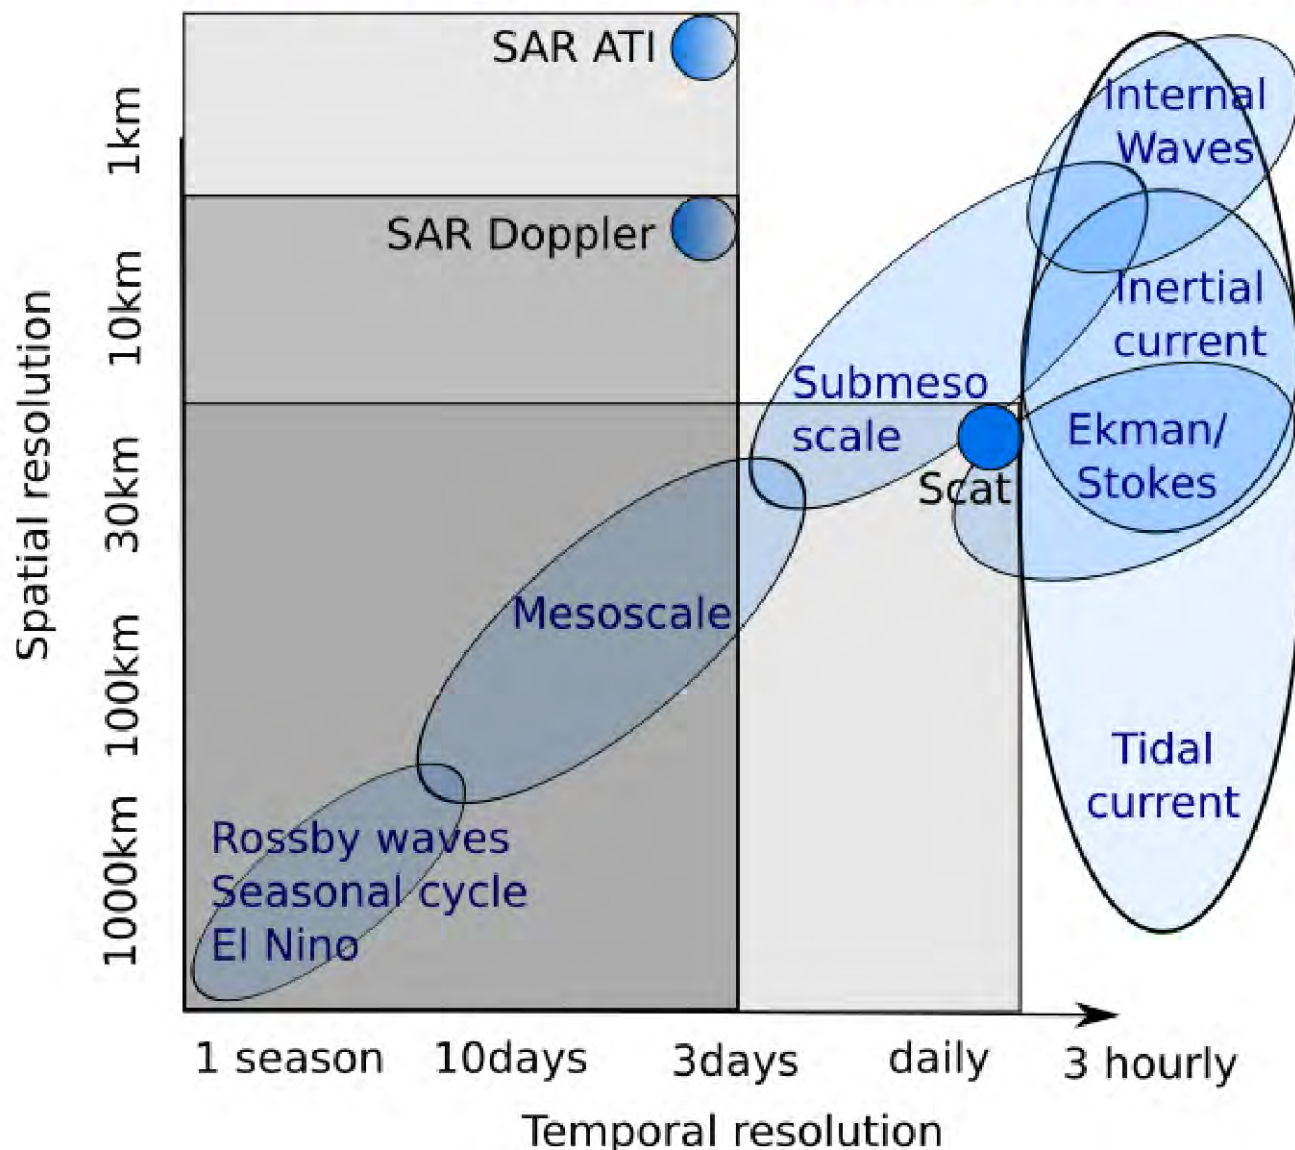 SAR ATI
Internal
Waves
SAR Doppler
Inertial
current
Submeso
scale
Ekman/
Stokes
Scat
Mesoscale
Tidal
current
Rossby waves
Seasonal cycle
El Nino
Spatial resolution
1km
10km
30km
100km
1000km
1 season
10days
3days
daily
3 hourly
Temporal resolution